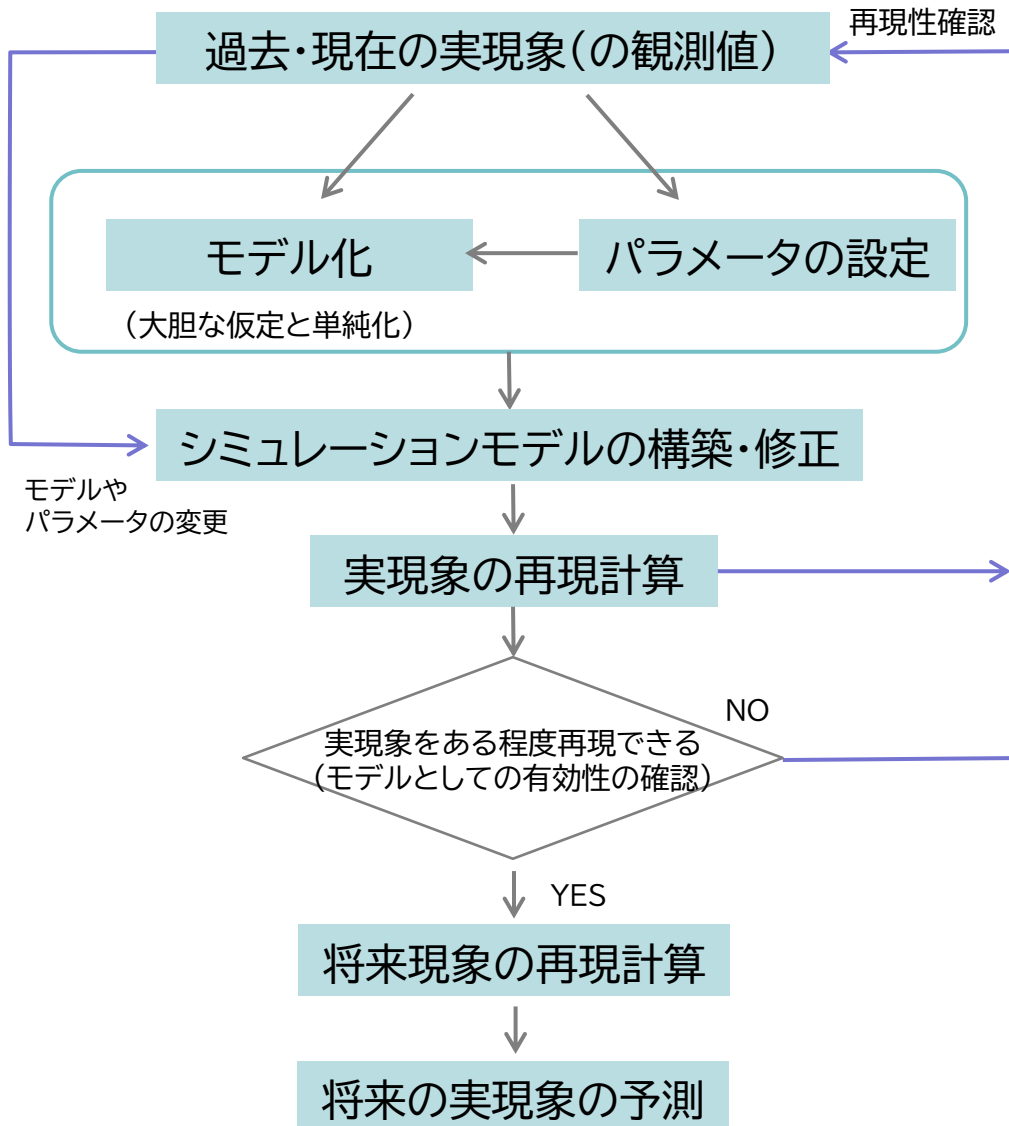 再現性確認
過去・現在の実現象(の観測値)
モデル化
パラメータの設定
(大胆な仮定と単純化)
シミュレーションモデルの構築・修正
モデルや
パラメータの変更
実現象の再現計算
NO
実現象をある程度再現できる
(モデルとしての有効性の確認)
YES
将来現象の再現計算
将来の実現象の予測